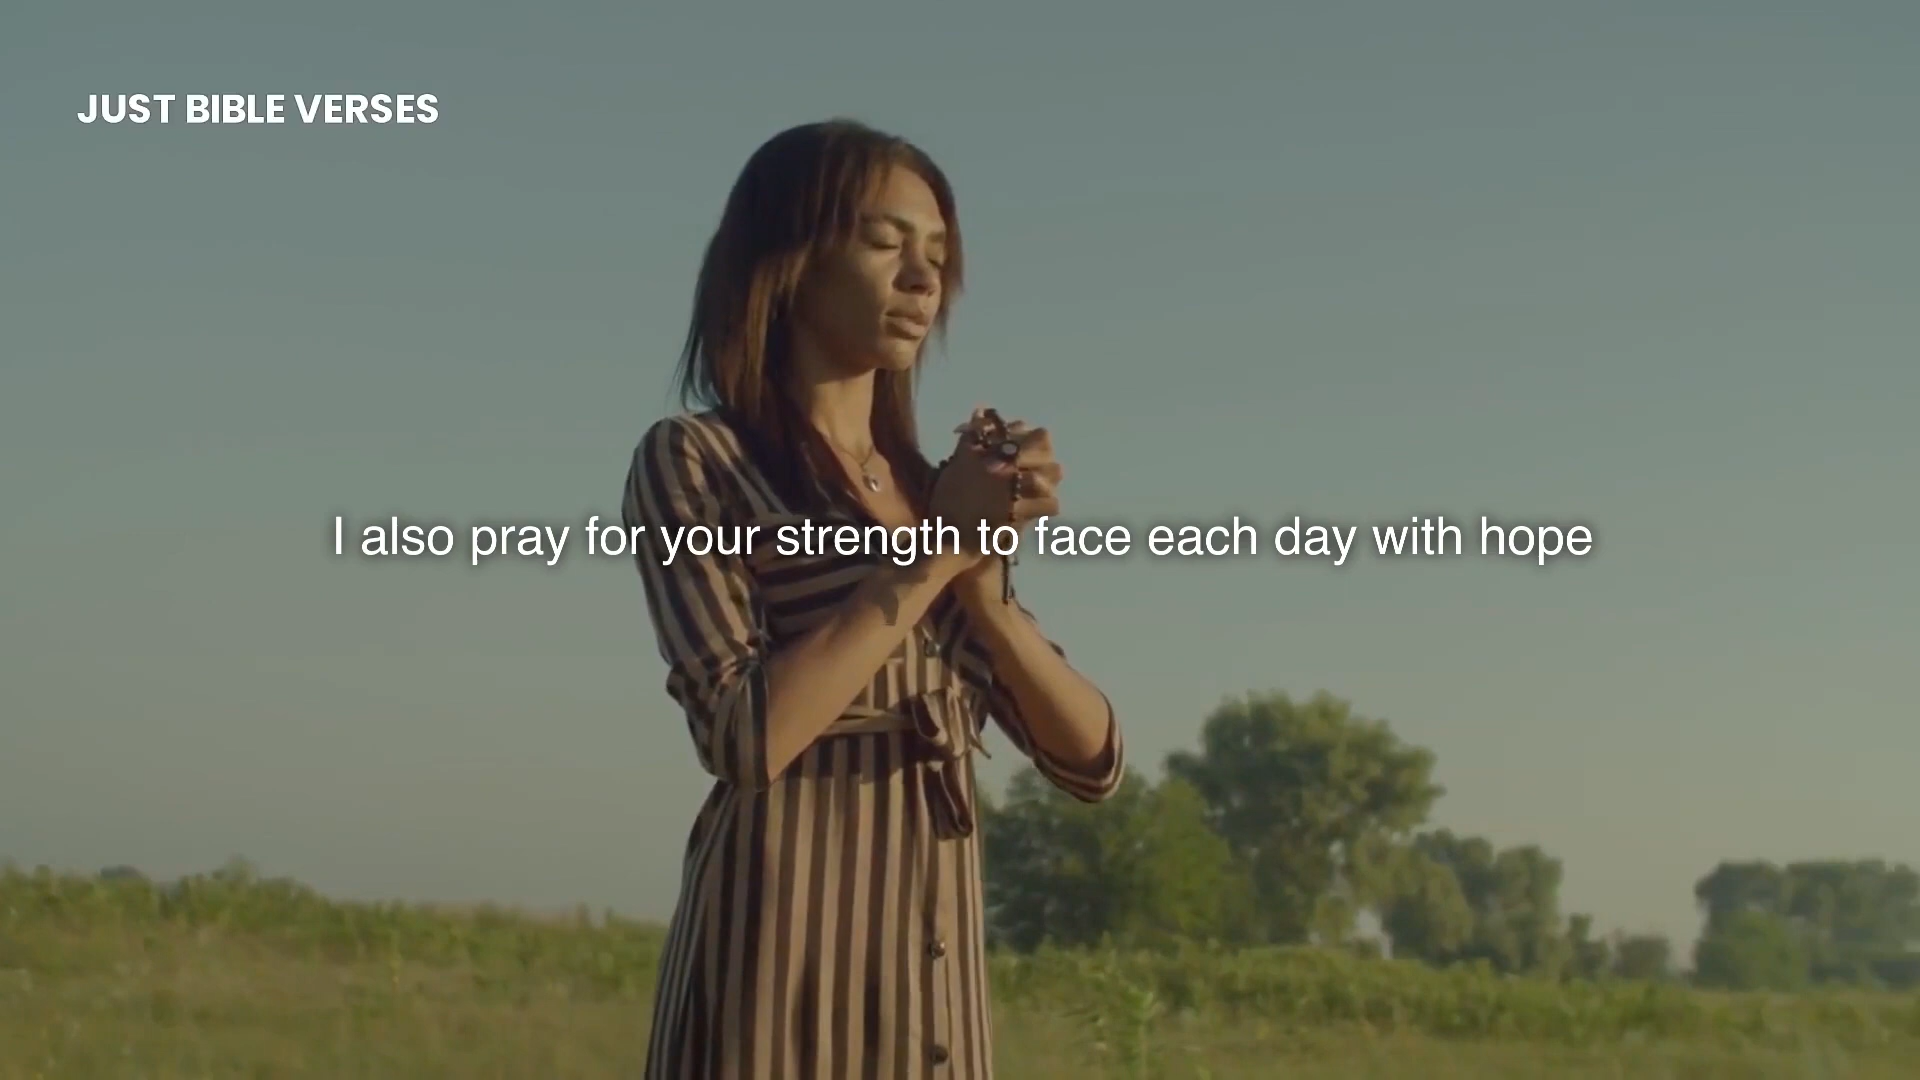 JUST BIBLE VERSES
I also pray for your strength to face each day with hope